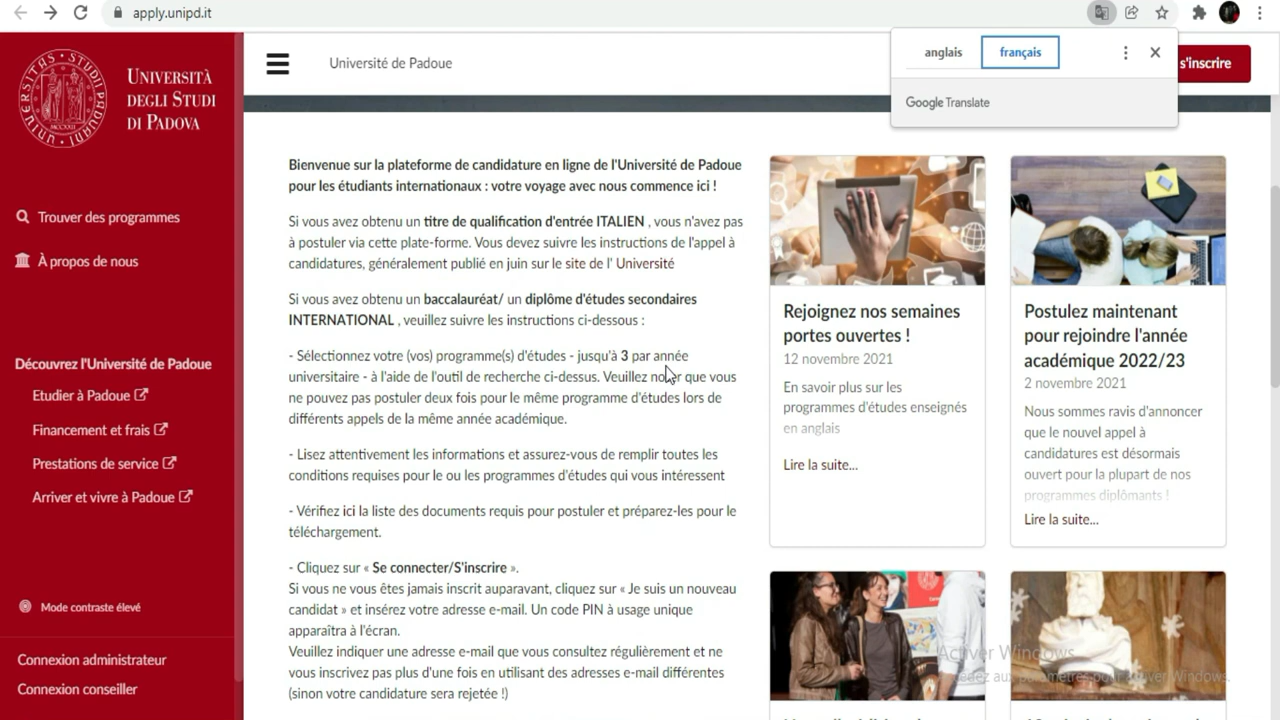 apply.unipd.it
anglais
français
Google Translate
UNIVERSITÀ
DEGLI STUDI
DI PADOVA
Université de Padoue
s'inscrire
Trouver des programmes
À propos de nous
Découvrez l'Université de Padoue
Etudier à Padoue
Financement et frais
Prestations de service
Arriver et vivre à Padoue
Mode contraste élevé
Connexion administrateur
Connexion conseiller
Bienvenue sur la plateforme de candidature en ligne de l'Université de Padoue
pour les étudiants internationaux : votre voyage avec nous commence ici !
Si vous avez obtenu un titre de qualification d'entrée ITALIEN , vous n'avez pas
à postuler via cette plate-forme. Vous devez suivre les instructions de l'appel à
candidatures, généralement publié en juin sur le site de l' Université
Si vous avez obtenu un baccalauréat/ un diplôme d'études secondaires
INTERNATIONAL , veuillez suivre les instructions ci-dessous :
- Sélectionnez votre (vos) programme(s) d'études - jusqu'à 3 par année
universitaire - à l'aide de l'outil de recherche ci-dessus. Veuillez noter que vous
ne pouvez pas postuler deux fois pour le même programme d'études lors de
différents appels de la même année académique.
- Lisez attentivement les informations et assurez-vous de remplir toutes les
conditions requises pour le ou les programmes d'études qui vous intéressent
- Vérifiez ici la liste des documents requis pour postuler et préparez-les pour le
téléchargement.
- Cliquez sur « Se connecter/S'inscrire ».
Si vous ne vous êtes jamais inscrit auparavant, cliquez sur « Je suis un nouveau
candidat » et insérez votre adresse e-mail. Un code PIN à usage unique
apparaîtra à l'écran.
Veuillez indiquer une adresse e-mail que vous consultez régulièrement et ne
vous inscrivez pas plus d'une fois en utilisant des adresses e-mail différentes
(sinon votre candidature sera rejetée !)
Rejoignez nos semaines
portes ouvertes !
12 novembre 2021
En savoir plus sur les
programmes d'études enseignés
en anglais
Lire la suite...
Postulez maintenant
pour rejoindre l'année
académique 2022/23
2 novembre 2021
Nous sommes ravis d'annoncer
que le nouvel appel à
candidatures est désormais
ouvert pour la plupart de nos
programmes diplômants !
Lire la suite...
Activer Windows
aux paramètres pour activer Windows.